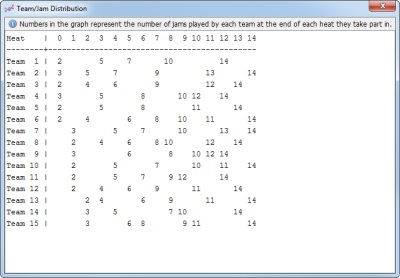 Team/Jam Distribution
Numbers in the graph represent the number of jams played by each team at the end of each heat they take part in.
Heat | 0 1 2 3 4 5 6 7 8 9 10 11 12 13 14
Team 1 | 2 5 7 10 14
Team 2 | 3 5 7 9 13 14
Team 3 | 2 4 6 9 12 14
Team 4 | 3 5 8 10 12 14
Team 5 | 2 5 8 11 14
Team 6 | 2 4 6 8 10 11 14
Team 7 | 3 5 7 10 13 14
Team 8 | 2 4 6 8 10 12 14
Team 9 | 3 6 8 10 12 14
Team 10 | 2 5 7 10 11 14
Team 11 | 2 5 7 9 12 14
Team 12 | 2 4 6 9 11 14
Team 13 | 2 4 6 9 11 14
Team 14 | 3 5 7 10 14
Team 15 | 3 6 8 9 11 14